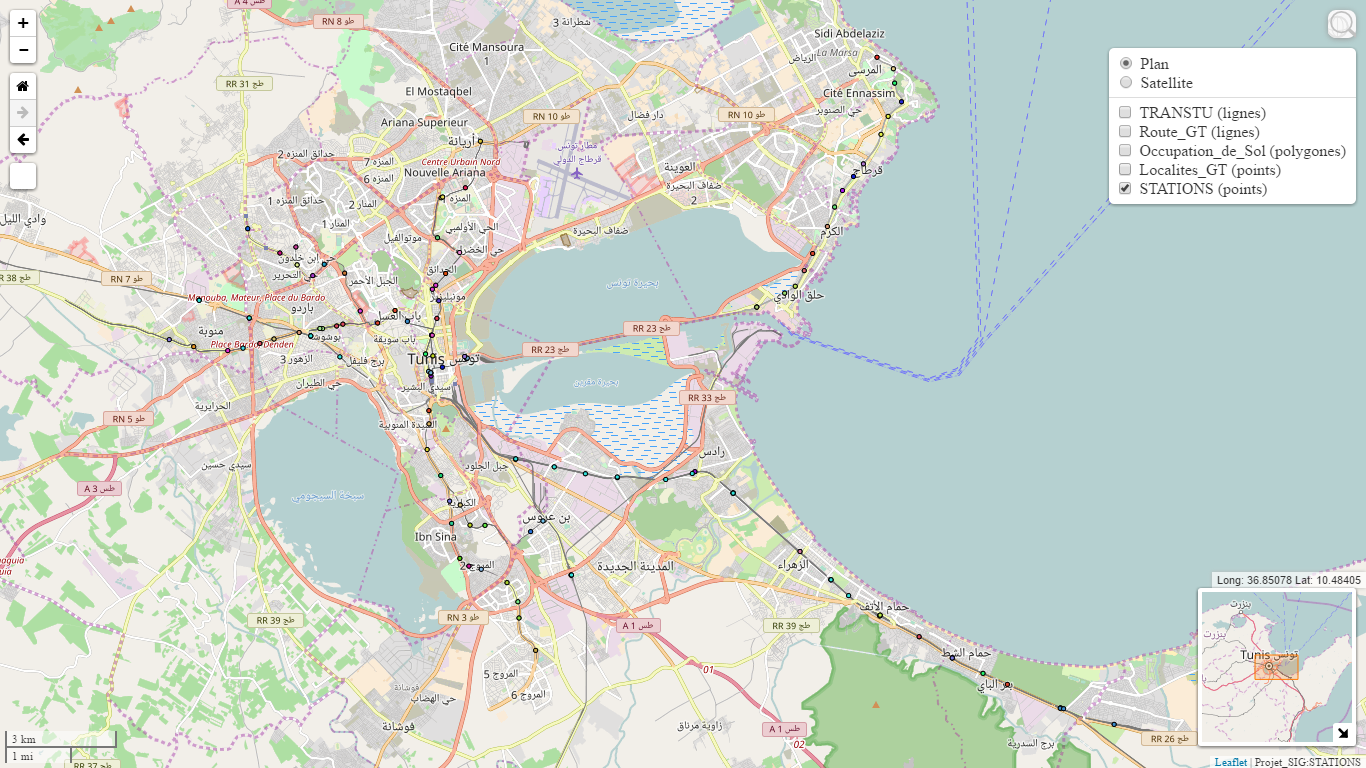 +
−
طس A 4
RN 8 طو
شطرانة 3
Cité Mansoura
1
Sidi Abdelaziz
La Marsa
الرياض
المرسى
Cité Ennassim
حي الصنوبر
RR 31 طج
El Mostaqbel
Ariana Superieur
أريانة
RN 10 طو
دار فضال
RN 10 طو
حدائق المنزه 2
المنزه 7
المنزه 6
Centre Urbain Nord
Nouvelle Ariana
مطار تونس
قرطاج الدولي
العوينة
ضفاف البحيرة
2
قرطاج
وادي الليل
حدائق المنزه 1
المنار 2
المنار 1
المنزه
الحي الأولمبي
ضفاف البحيرة
الكرم
موتوالفيل
حي الخضراء
حي ابن خلدون
التحرير
الحدائق
الجبل الأحمر
RR 38 طج
RN 7 طو
بحيرة تونس
حلق الوادي
Manouba, Mateur, Place du Bardo
باردو
مونبليزير
باب العسل
منوبة
بوشوشة
باب سويقة
RR 23 طج
Place Bardo, Denden
RR 23 طج
الزهور 3
برج فليفل
Tunis تونس
حي الطيران
سيدي البشير
بحيرة مقرين
RR 33 طج
الحرايرية
RN 5 طو
السيدة المنوبية
سيدي حسين
جبل الجلود
رادس
A 3 طس
سبخة السيجومي
الكبارية
بن عروس
Ibn Sina
المروج 2
المدينة الجديدة
الزهراء
RR 39 طج
RN 3 طو
A 1 طس
RR 39 طج
حمام الأنف
حمام الشط
01
المروج 5
المروج 6
فوشانة
حي الهضاب
فوشانة
زاوية مرناق
A 1 طس
02
برج السدرية
RR 26 طج
RR 37 طج
3 km
1 mi
Plan
Satellite
TRANSTU (lignes)
Route_GT (lignes)
Occupation_de_Sol (polygones)
Localites_GT (points)
STATIONS (points)
Long: 36.85078 Lat: 10.48405
بنزرت
بنزرت
Tunis تونس
Leaflet | Projet_SIG:STATIONS